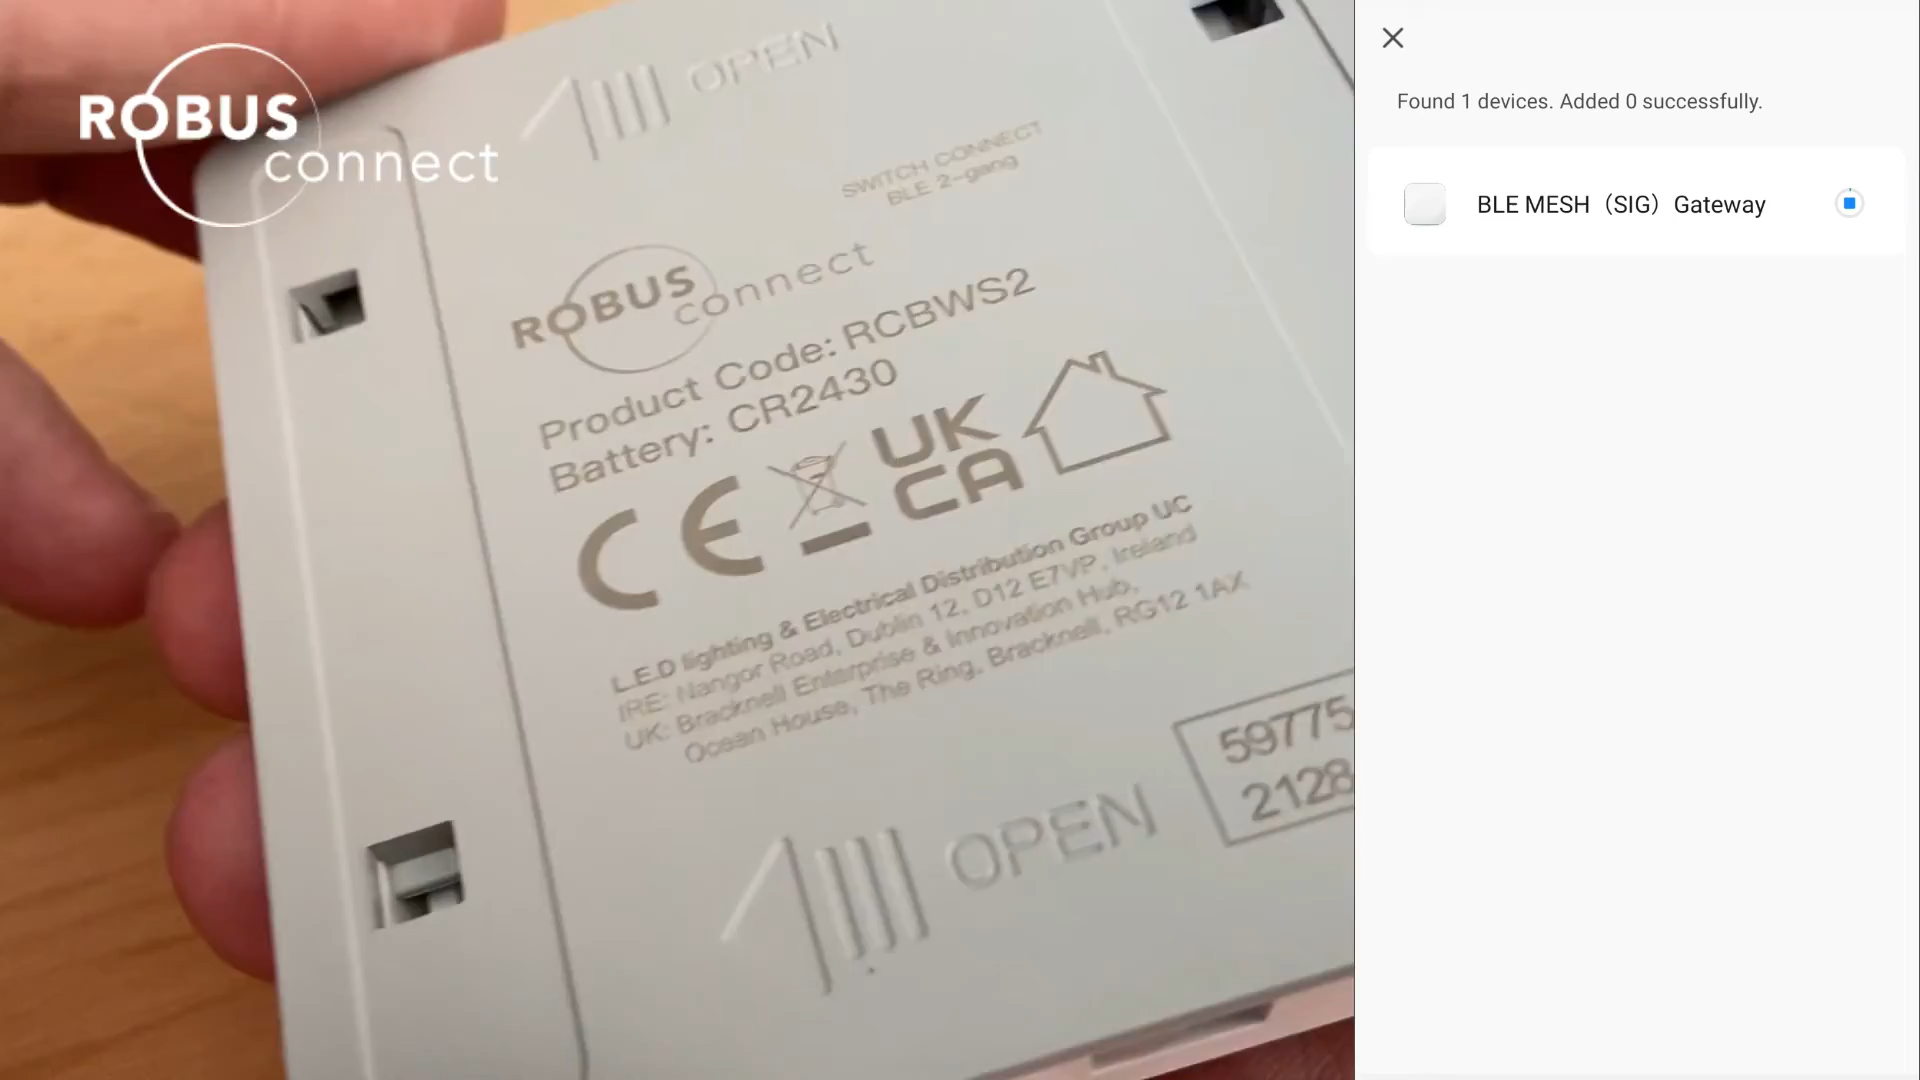 ROBUS
connect
OPEN
SWITCH CONNECT
BLE 2-gang
ROBUS
connect
Product Code: RCBWS2
Battery: CR2430
CE
UK
CA
L.E.D lighting & Electrical Distribution Group UC
IRE: Nangor Road, Dublin 12, D12 E7VP, Ireland
UK: Bracknell Enterprise & Innovation Hub,
Ocean House, The Ring, Bracknell, RG12 1AX
59775
2128
OPEN
Found 1 devices. Added 0 successfully.
BLE MESH（SIG）Gateway